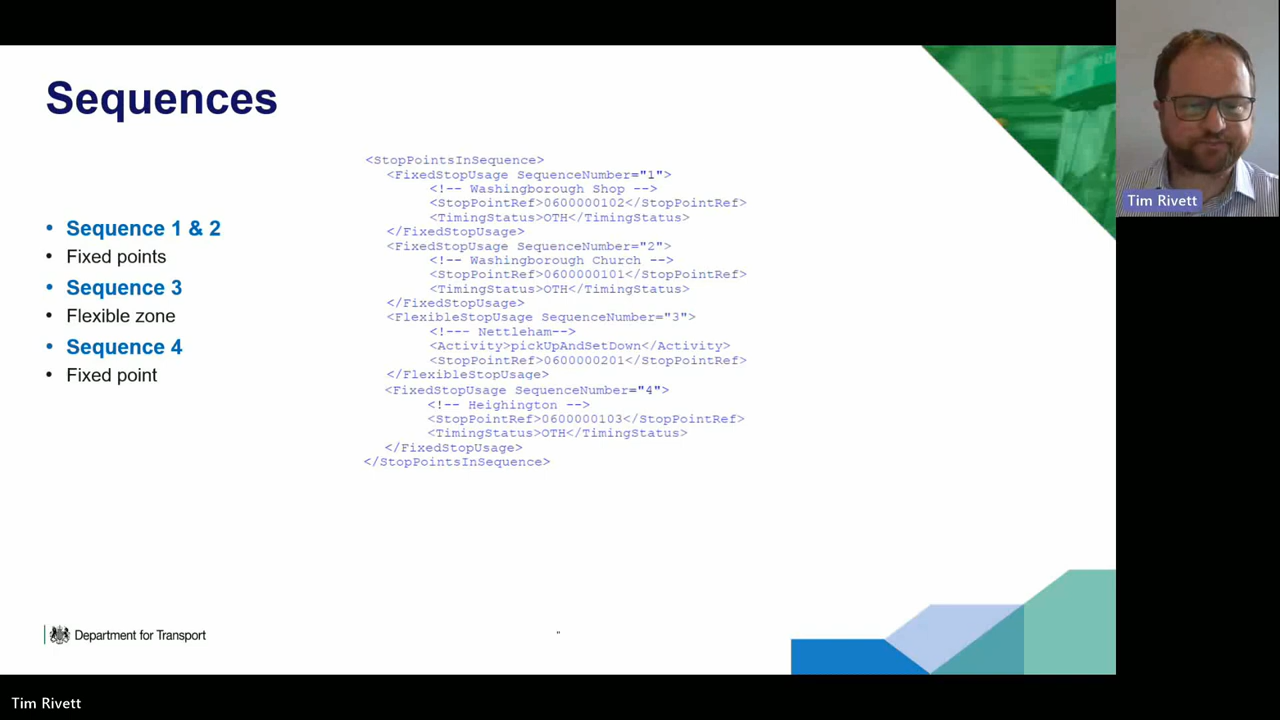 Sequences
• Sequence 1 & 2
• Fixed points
• Sequence 3
• Flexible zone
• Sequence 4
• Fixed point
<StopPointsInSequence>
<FixedStopUsage SequenceNumber="1">
<!-- Washingborough Shop -->
<StopPointRef>0600000102</StopPointRef>
<TimingStatus>OTH</TimingStatus>
</FixedStopUsage>
<FixedStopUsage SequenceNumber="2">
<!-- Washingborough Church -->
<StopPointRef>0600000101</StopPointRef>
<TimingStatus>OTH</TimingStatus>
</FixedStopUsage>
<FlexibleStopUsage SequenceNumber="3">
<!--- Nettleham-->
<Activity>pickUpAndSetDown</Activity>
<StopPointRef>0600000201</StopPointRef>
</FlexibleStopUsage>
<FixedStopUsage SequenceNumber="4">
<!-- Heighington -->
<StopPointRef>0600000103</StopPointRef>
<TimingStatus>OTH</TimingStatus>
</FixedStopUsage>
</StopPointsInSequence>
Department for Transport
"
Tim Rivett
Tim Rivett